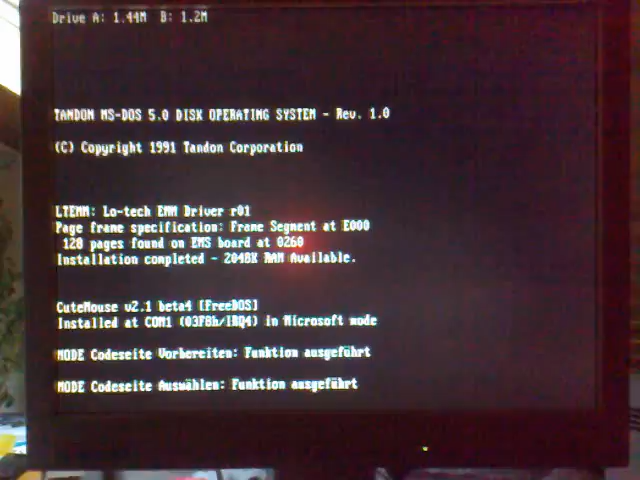 Drive A: 1.44M B: 1.2M
TANDON MS-DOS 5.0 DISK OPERATING SYSTEM - Rev. 1.0
(C) Copyright 1991 Tandon Corporation
LTEMM: Lo-tech EMM Driver r01
Page frame specification: Frame Segment at E000
128 pages found on EMS board at 0260
Installation completed - 2048K RAM Available.
CuteMouse v2.1 beta4 [FreeDOS]
Installed at COM1 (03F8h/IRQ4) in Microsoft mode
MODE Codeseite Vorbereiten: Funktion ausgeführt
MODE Codeseite Auswählen: Funktion ausgeführt